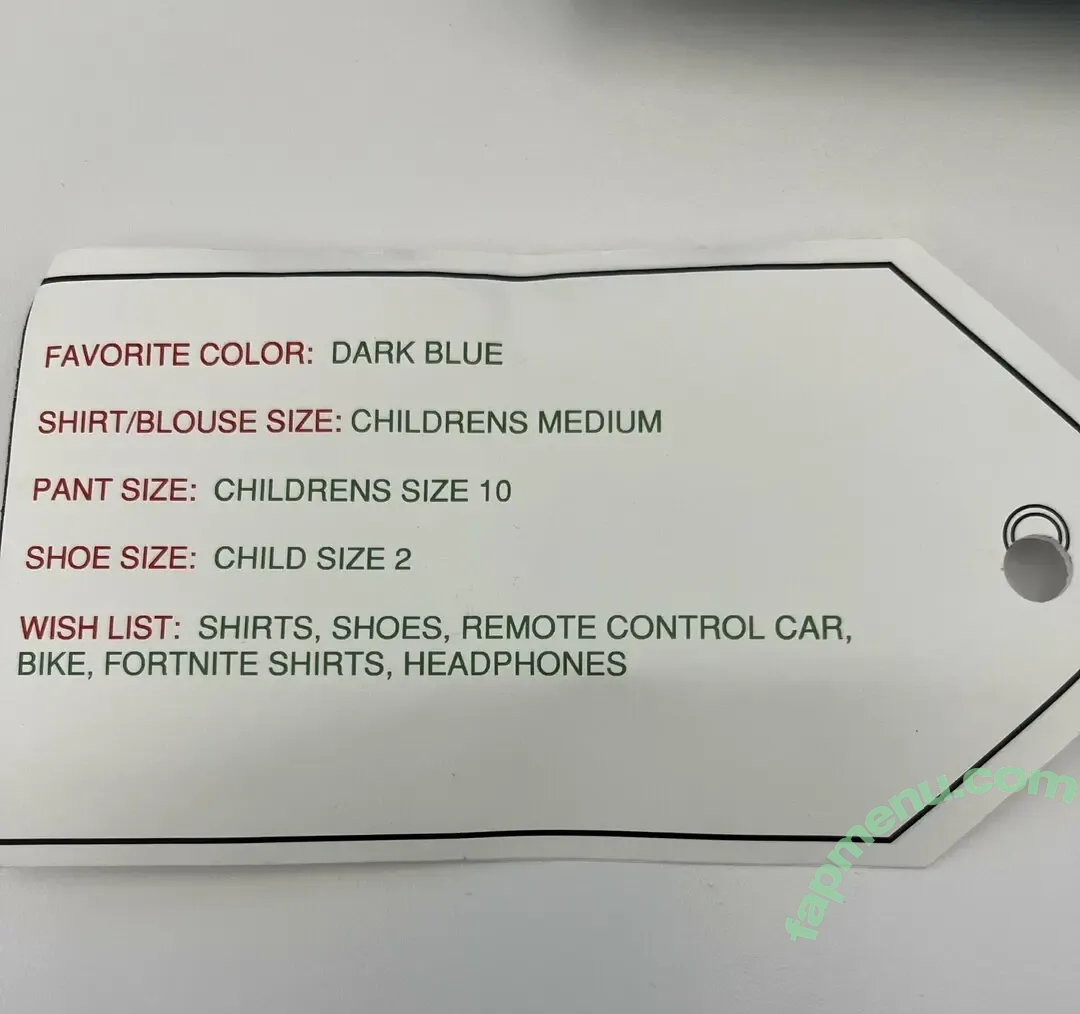 FAVORITE COLOR: DARK BLUE
SHIRT/BLOUSE SIZE: CHILDRENS MEDIUM
PANT SIZE: CHILDRENS SIZE 10
SHOE SIZE: CHILD SIZE 2
WISH LIST: SHIRTS, SHOES, REMOTE CONTROL CAR,
BIKE, FORTNITE SHIRTS, HEADPHONES
fapmenu.com